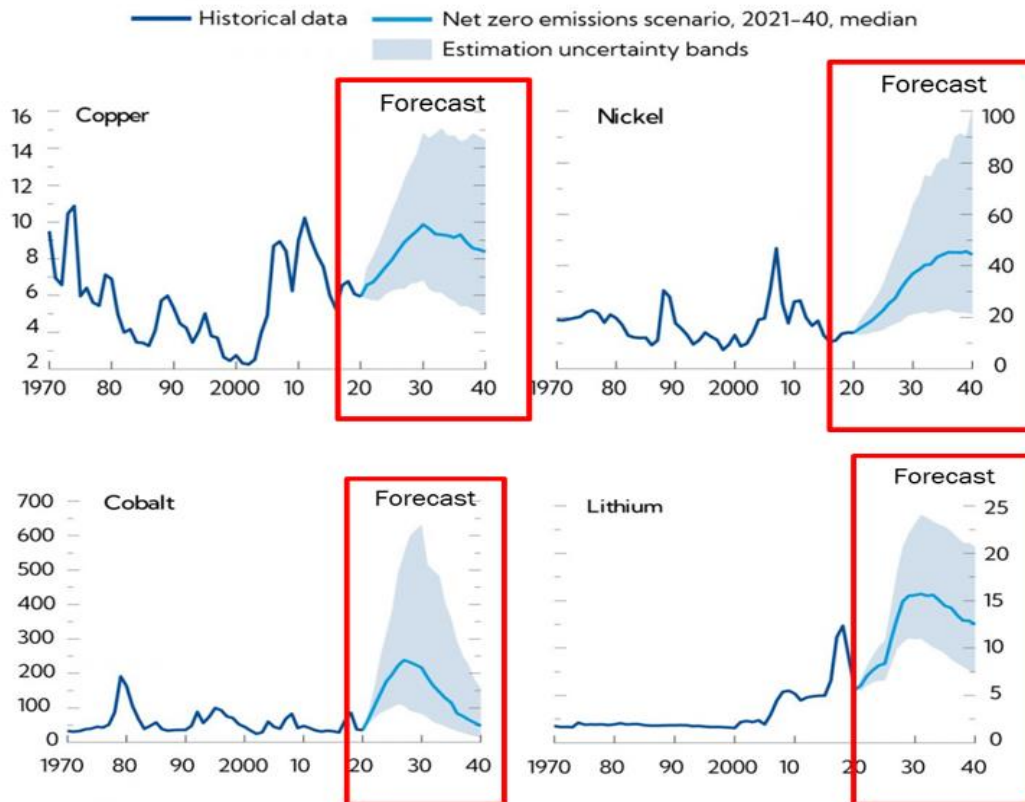 Historical data
Net zero emissions scenario, 2021–40, median
Estimation uncertainty bands
Forecast
Copper
16
14
12
10
8
6
4
2
1970 80 90 2000 10 20 30 40
Forecast
Nickel
100
80
60
40
20
0
1970 80 90 2000 10 20 30 40
Forecast
Cobalt
700
600
500
400
300
200
100
0
1970 80 90 2000 10 20 30 40
Forecast
Lithium
25
20
15
10
5
0
1970 80 90 2000 10 20 30 40